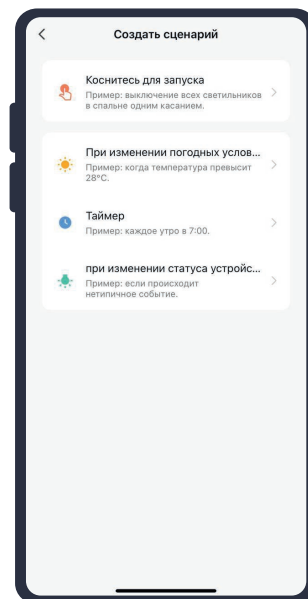 Создать сценарий
Коснитесь для запуска
Пример: выключение всех светильников
в спальне одним касанием.
При изменении погодных услов...
Пример: когда температура превысит
28°C.
Таймер
Пример: каждое утро в 7:00.
при изменении статуса устройс...
Пример: если происходит
нетипичное событие.